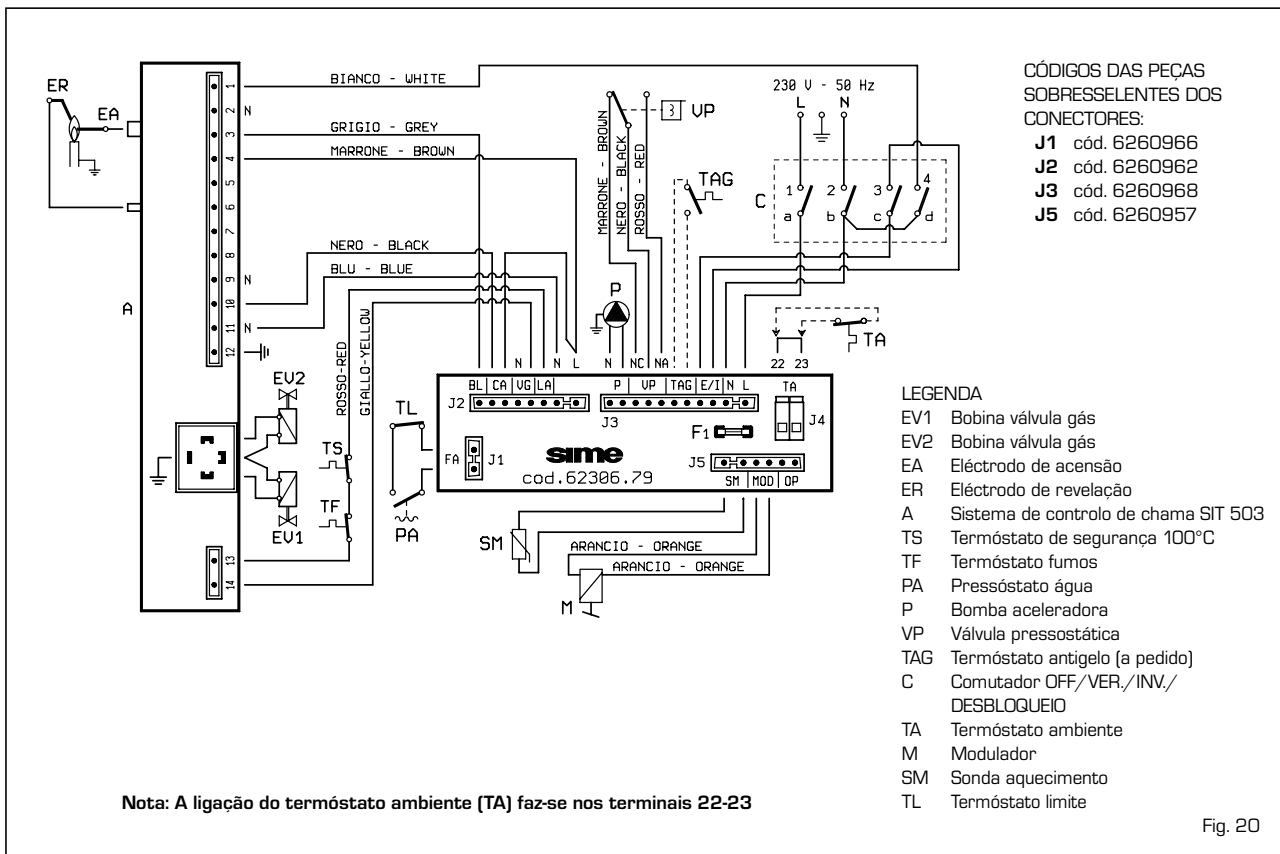 ER
EA
A
1
2 N
3
4
5
6
7
8
9 N
10
11 N
12
13
14
BIANCO - WHITE
GRIGIO - GREY
MARRONE - BROWN
NERO - BLACK
BLU - BLUE
ROSSO-RED
GIALLO-YELLOW
EV2
EV1
TS
TF
TL
PA
MARRONE - BROWN
NERO - BLACK
ROSSO - RED
VP
TAG
P
230 V - 50 Hz
L N
C
1 2 3 4
a b c d
TA
22 23
N N L N NC NA
BL CA VG LA
J2
P VP TAG E/I N L
J3
TA
J4
F1
FA J1
sime
cod.62306.79
J5
SM MOD OP
SM
ARANCIO - ORANGE
ARANCIO - ORANGE
M
CÓDIGOS DAS PEÇAS
SOBRESSELENTES DOS
CONECTORES:
J1 cód. 6260966
J2 cód. 6260962
J3 cód. 6260968
J5 cód. 6260957
LEGENDA
EV1 Bobina válvula gás
EV2 Bobina válvula gás
EA Eléctrodo de acensão
ER Eléctrodo de revelação
A Sistema de controlo de chama SIT 503
TS Termóstato de segurança 100°C
TF Termóstato fumos
PA Pressóstato água
P Bomba aceleradora
VP Válvula pressostática
TAG Termóstato antigelo (a pedido)
C Comutador OFF/VER./INV./
DESBLOQUEIO
TA Termóstato ambiente
M Modulador
SM Sonda aquecimento
TL Termóstato limite
Nota: A ligação do termóstato ambiente (TA) faz-se nos terminais 22-23
Fig. 20